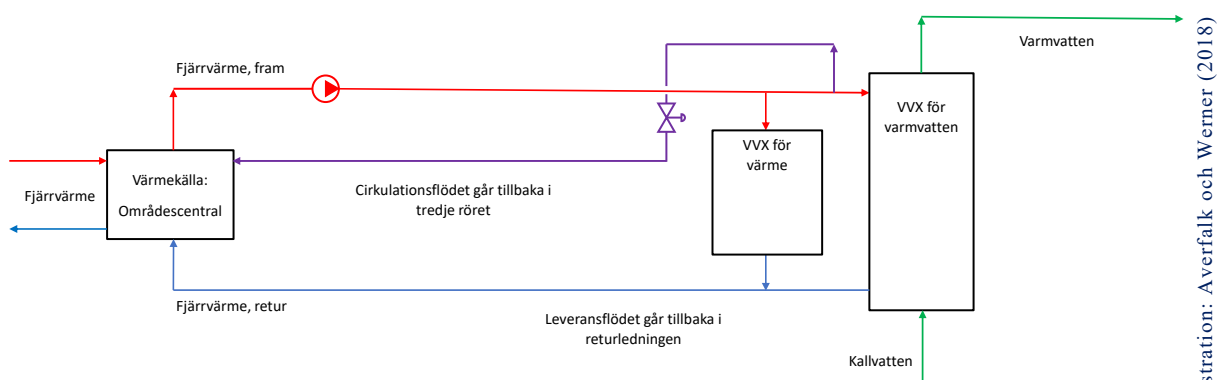 Varmvatten
Fjärrvärme, fram
VVX för
varmvatten
VVX för
värme
Värmekälla:
Områdescentral
Fjärrvärme
Cirkulationsflödet går tillbaka i
tredje röret
Fjärrvärme, retur
Leveransflödet går tillbaka i
returledningen
Kallvatten
stration: Averfalk och Werner (2018)